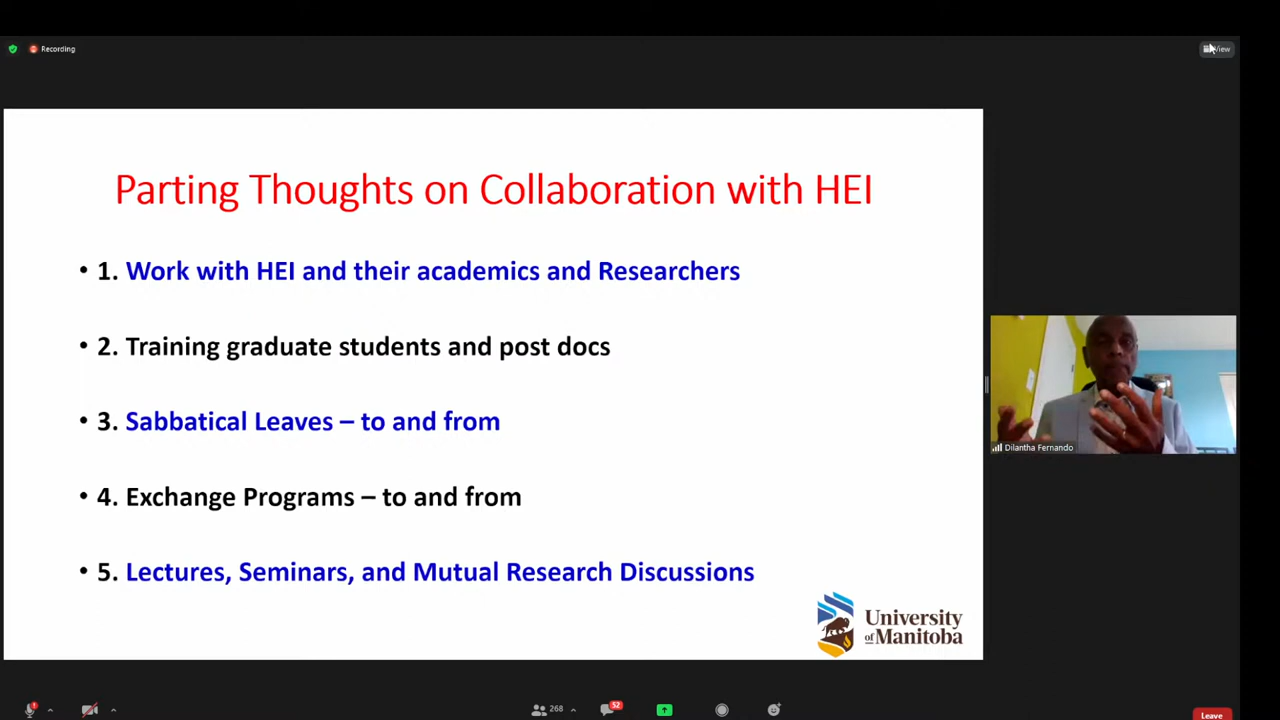 Recording
View
Parting Thoughts on Collaboration with HEI
• 1. Work with HEI and their academics and Researchers
• 2. Training graduate students and post docs
• 3. Sabbatical Leaves – to and from
• 4. Exchange Programs – to and from
• 5. Lectures, Seminars, and Mutual Research Discussions
University
of Manitoba
Dilantha Fernando
268
52
Leave